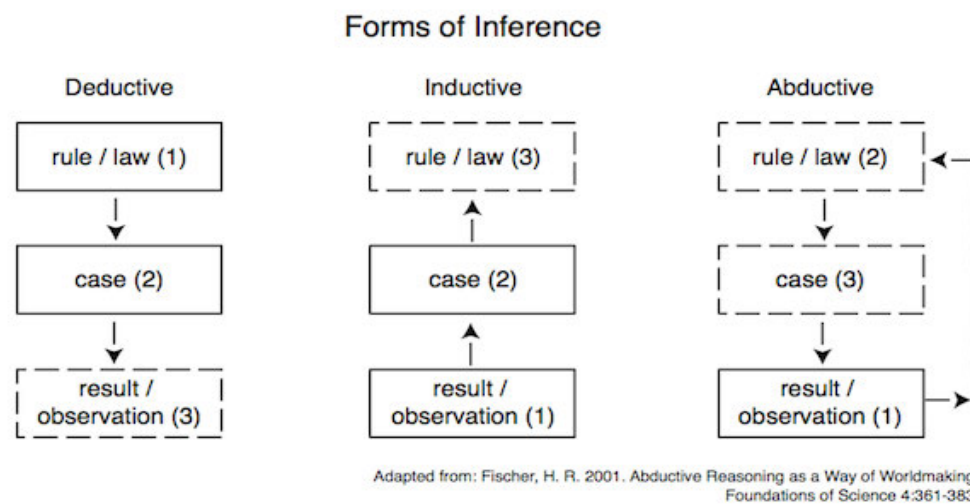 Forms of Inference
Deductive
Inductive
Abductive
rule / law (1)
rule / law (3)
rule / law (2)
case (2)
case (2)
case (3)
result /
observation (3)
result /
observation (1)
result /
observation (1)
Adapted from: Fischer, H. R. 2001. Abductive Reasoning as a Way of Worldmaking
Foundations of Science 4:361-383